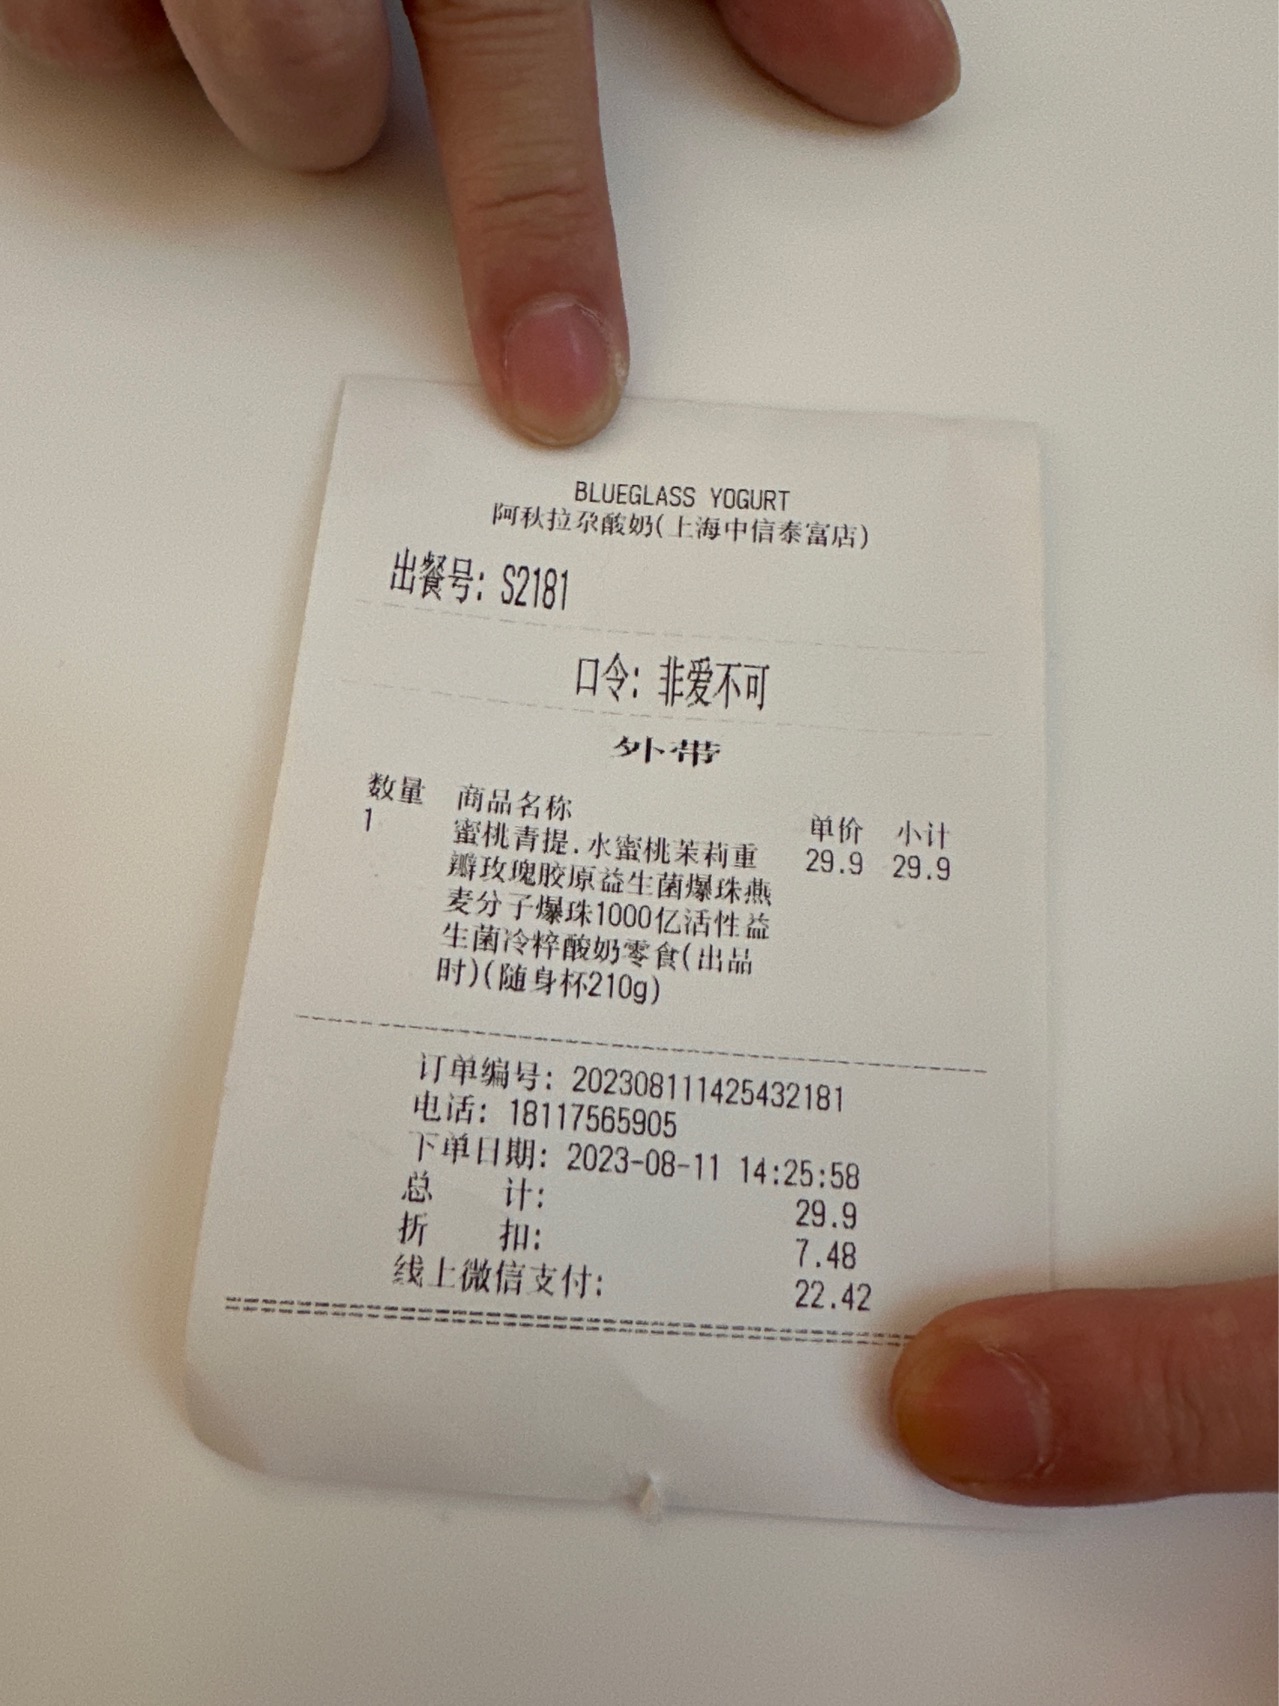 BLUEGLASS YOGURT
阿秋拉尕酸奶(上海中信泰富店)
出餐号: S2181
口令: 非爱不可
外带
数量 商品名称 单价 小计
1 蜜桃青提.水蜜桃茉莉重 29.9 29.9
瓣玫瑰胶原益生菌爆珠燕
麦分子爆珠1000亿活性益
生菌冷粹酸奶零食(出品
时)(随身杯210g)
订单编号: 202308111425432181
电话: 18117565905
下单日期: 2023-08-11 14:25:58
总 计: 29.9
折 扣: 7.48
线上微信支付: 22.42